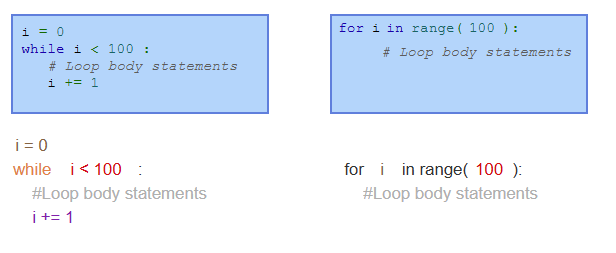 i = 0
while i < 100 :
# Loop body statements
i += 1
for i in range( 100 ):
# Loop body statements
i = 0
while i < 100 :
#Loop body statements
i += 1
for i in range( 100 ):
#Loop body statements